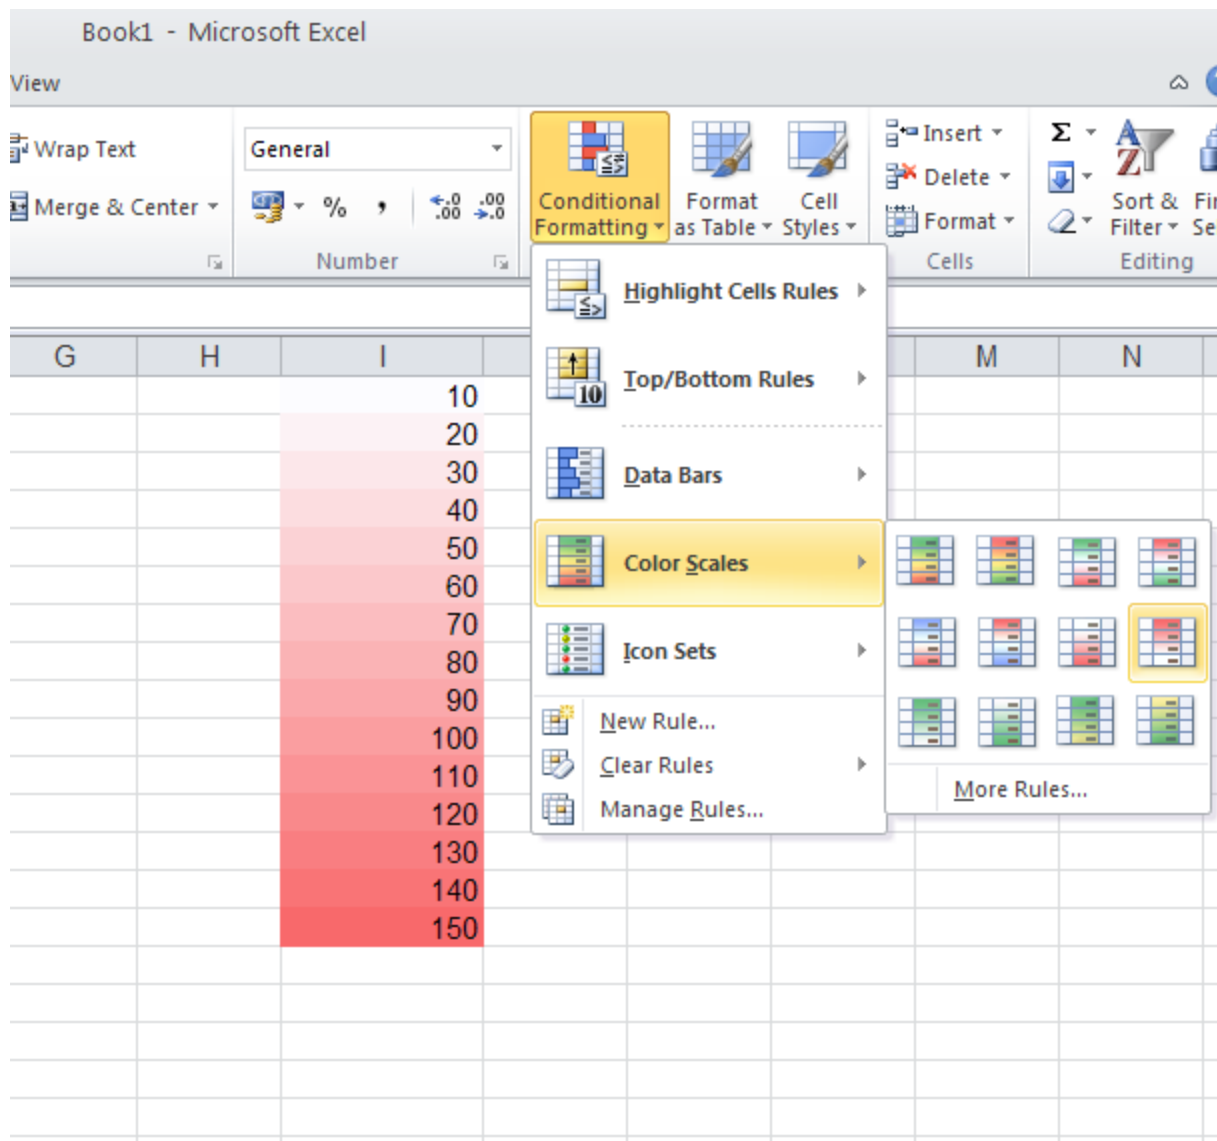 Book1 - Microsoft Excel
View
Wrap Text
General
Merge & Center
%
Number
Conditional Formatting
Format as Table
Cell Styles
Insert
Delete
Format
Cells
Σ
Sort & Filter
Editing
Highlight Cells Rules
Top/Bottom Rules
Data Bars
Color Scales
Icon Sets
New Rule...
Clear Rules
Manage Rules...
More Rules...
G H I M N
10
20
30
40
50
60
70
80
90
100
110
120
130
140
150